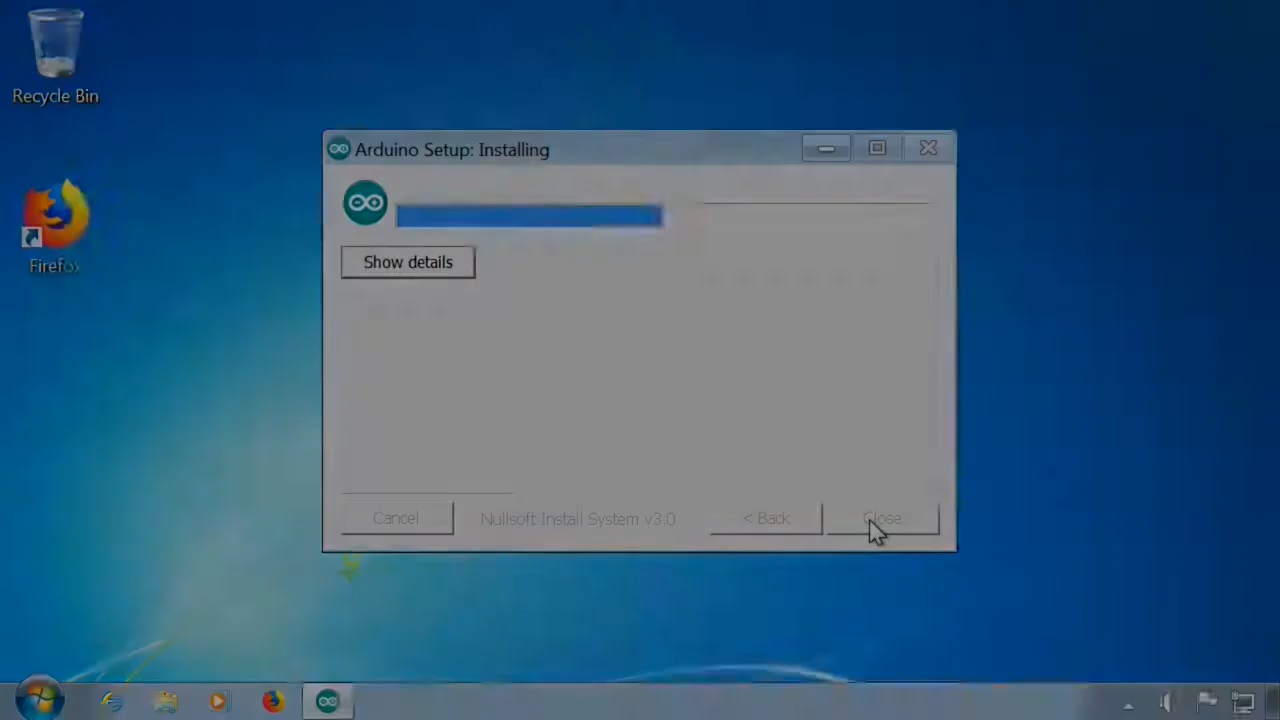 Recycle Bin
Arduino Setup: Installing
Show details
Firefox
Cancel
Nullsoft Install System v3.0
< Back
Close